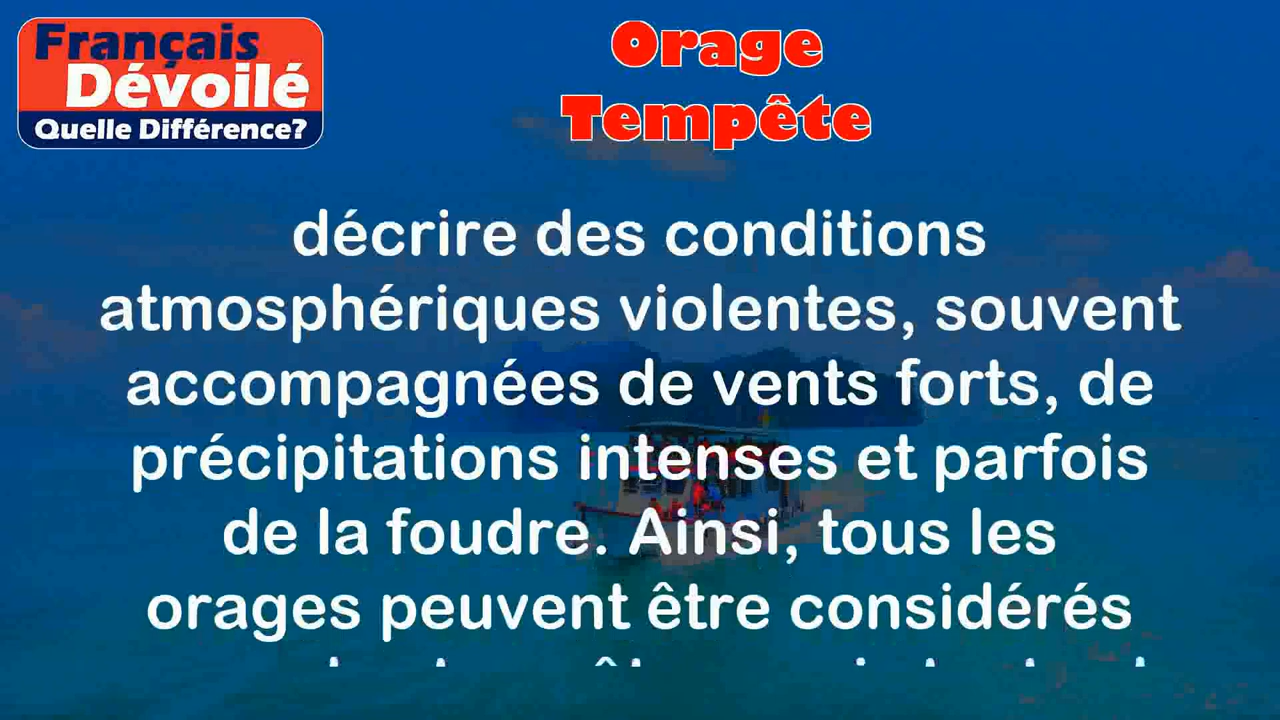 Français
Dévoilé
Quelle Différence?
Orage
Tempête
décrire des conditions
atmosphériques violentes, souvent
accompagnées de vents forts, de
précipitations intenses et parfois
de la foudre. Ainsi, tous les
orages peuvent être considérés